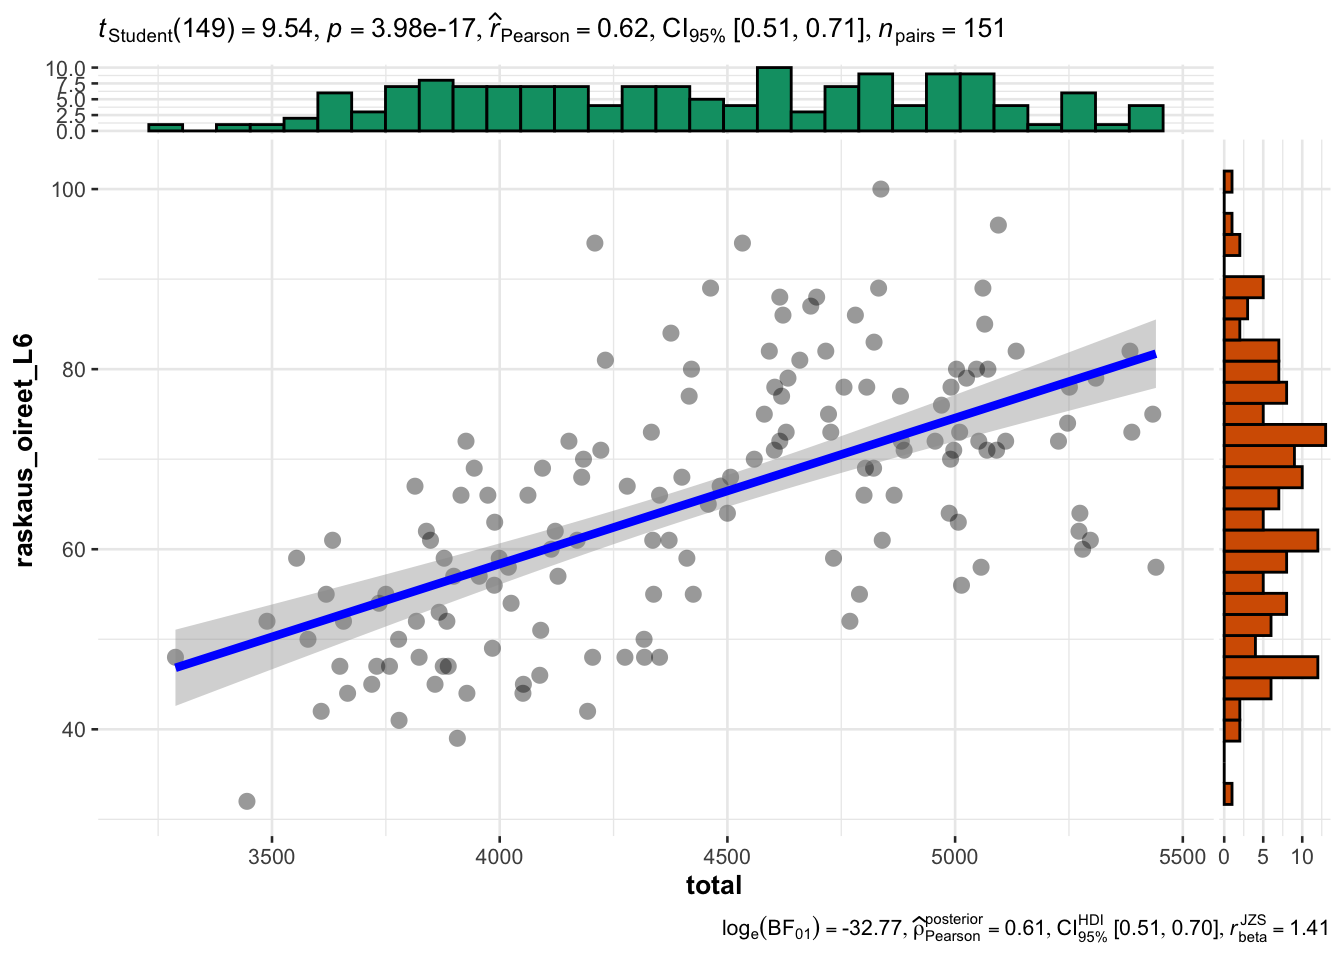 t_Student(149) = 9.54, p = 3.98e-17, r̂_Pearson = 0.62, CI_95% [0.51, 0.71], n_pairs = 151
10.0
7.5
5.0
2.5
0.0
100
80
60
40
raskaus_oireet_L6
3500 4000 4500 5000 5500
0 5 10
total
log_e(BF_01) = -32.77, ρ̂_Pearson^posterior = 0.61, CI_95%^HDI [0.51, 0.70], r_beta^JZS = 1.41